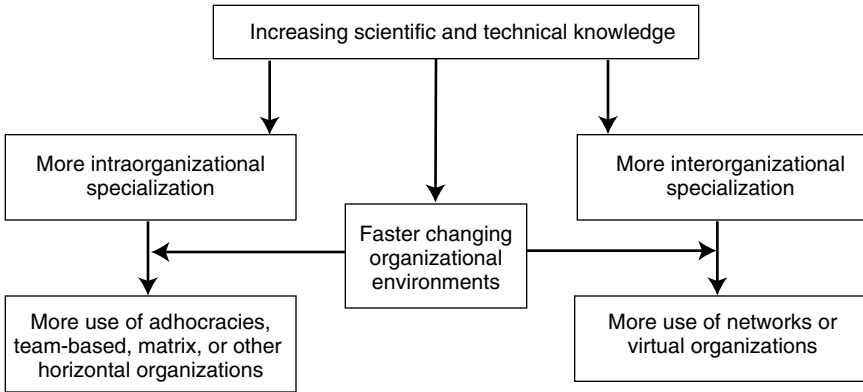 Increasing scientific and technical knowledge
More intraorganizational
specialization
More interorganizational
specialization
Faster changing
organizational
environments
More use of adhocracies,
team-based, matrix, or other
horizontal organizations
More use of networks or
virtual organizations